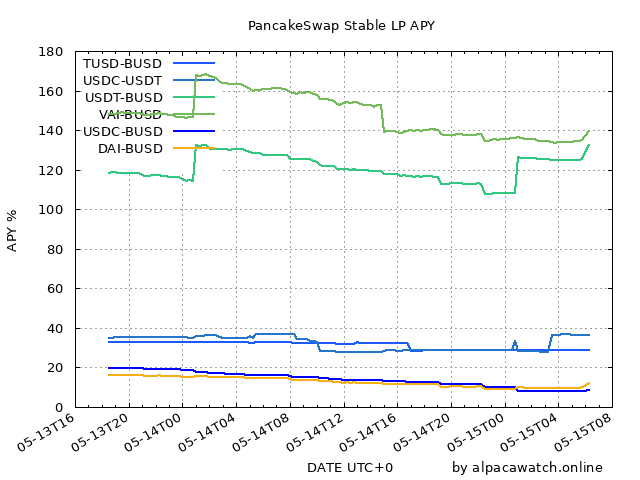 PancakeSwap Stable LP APY
180
160
140
120
100
80
60
40
20
0
APY %
TUSD-BUSD
USDC-USDT
USDT-BUSD
VAI-BUSD
USDC-BUSD
DAI-BUSD
05-13T16
05-13T20
05-14T00
05-14T04
05-14T08
05-14T12
05-14T16
05-14T20
05-15T00
05-15T04
05-15T08
DATE UTC+0
by alpacawatch.online